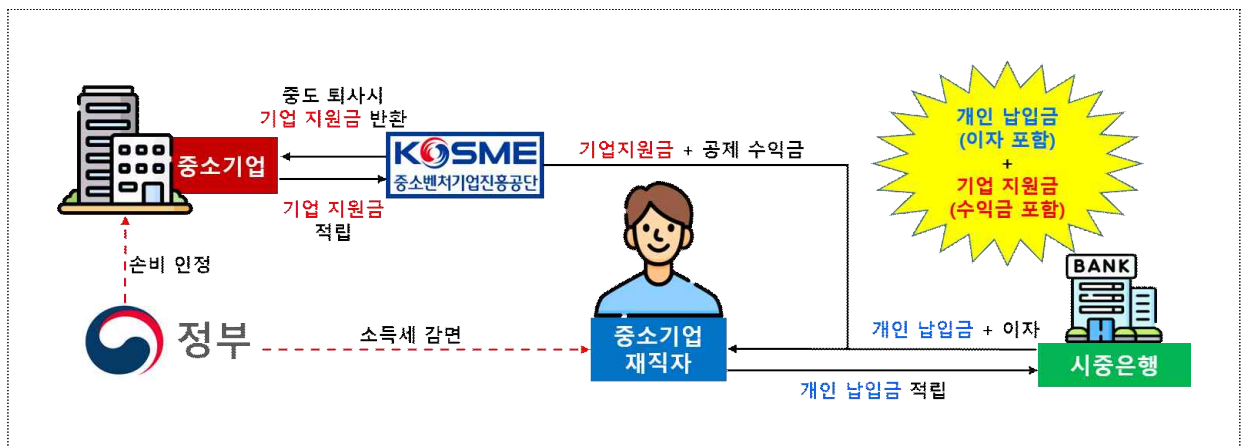 중도 퇴사시
기업 지원금 반환
중소기업
KOSME
중소벤처기업진흥공단
기업 지원금
적립
기업지원금 + 공제 수익금
개인 납입금
(이자 포함)
+
기업 지원금
(수익금 포함)
손비 인정
정부
소득세 감면
중소기업
재직자
BANK
개인 납입금 + 이자
시중은행
개인 납입금 적립